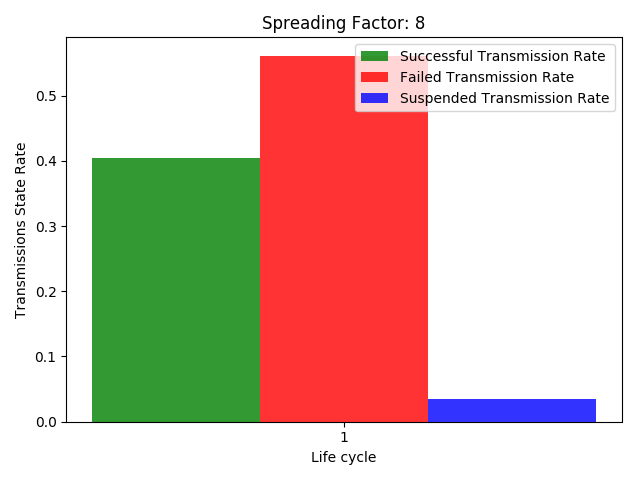 Spreading Factor: 8
Successful Transmission Rate
Failed Transmission Rate
Suspended Transmission Rate
Transmissions State Rate
0.5
0.4
0.3
0.2
0.1
0.0
1
Life cycle